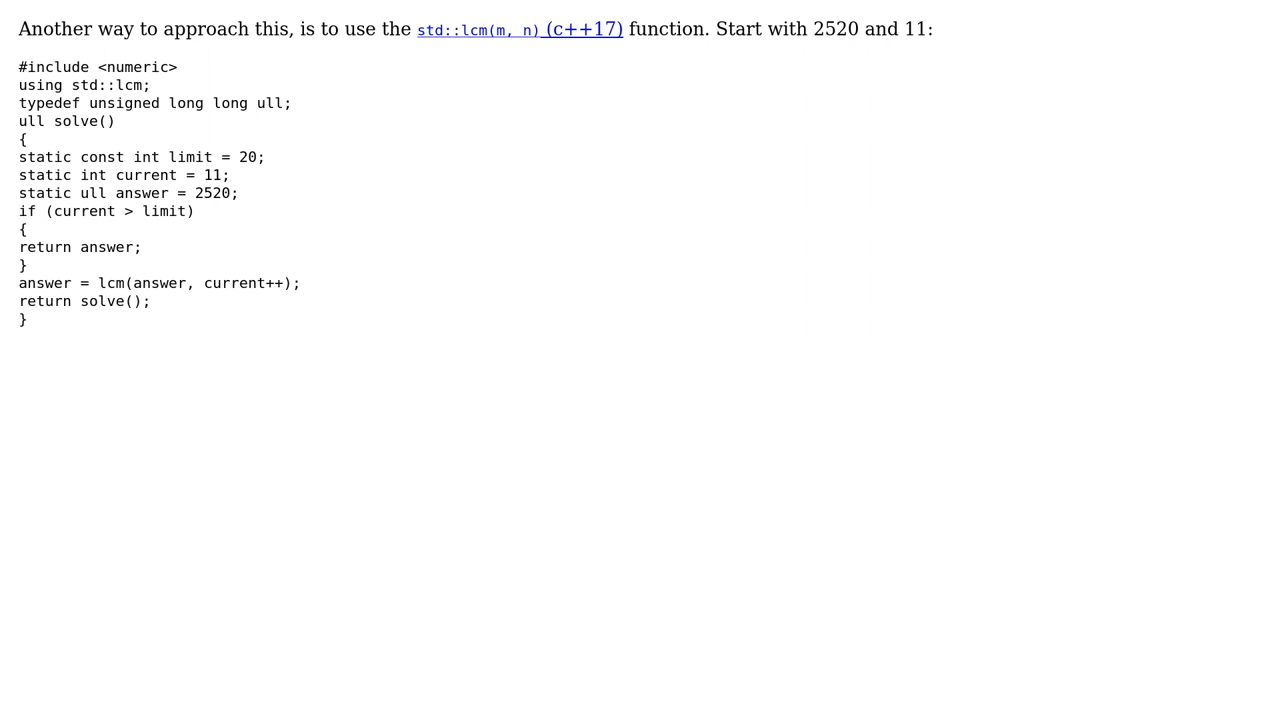 Another way to approach this, is to use the std::lcm(m, n) (c++17) function. Start with 2520 and 11:
#include <numeric>
using std::lcm;
typedef unsigned long long ull;
ull solve()
{
static const int limit = 20;
static int current = 11;
static ull answer = 2520;
if (current > limit)
{
return answer;
}
answer = lcm(answer, current++);
return solve();
}